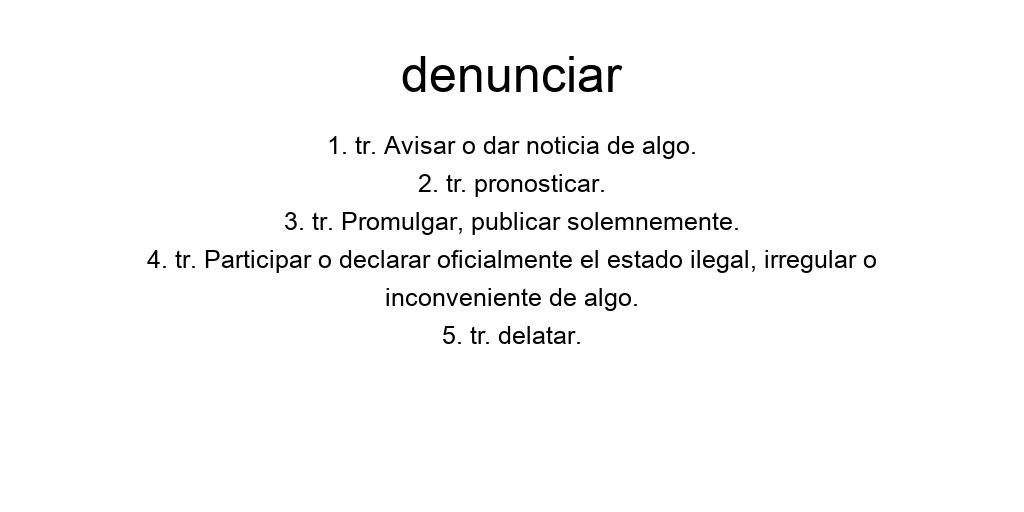 denunciar
1. tr. Avisar o dar noticia de algo.
2. tr. pronosticar.
3. tr. Promulgar, publicar solemnemente.
4. tr. Participar o declarar oficialmente el estado ilegal, irregular o
inconveniente de algo.
5. tr. delatar.